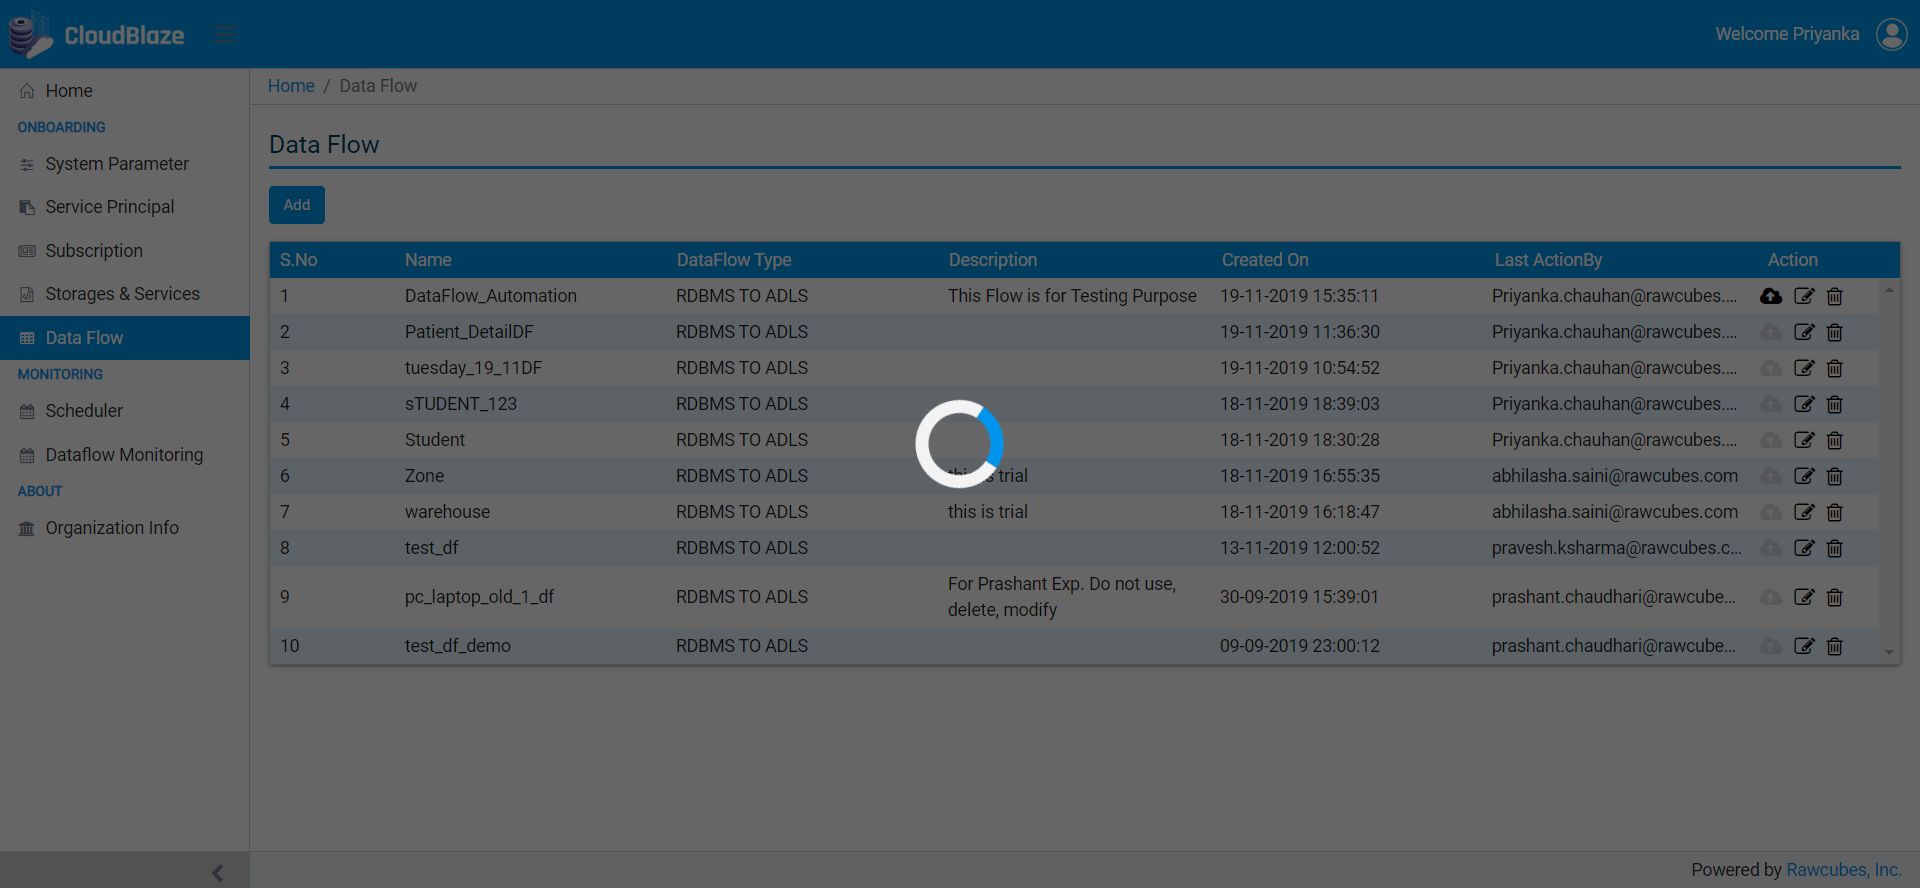 CloudBlaze
Welcome Priyanka
Home
ONBOARDING
System Parameter
Service Principal
Subscription
Storages & Services
Data Flow
MONITORING
Scheduler
Dataflow Monitoring
ABOUT
Organization Info
Home / Data Flow
Data Flow
Add
S.No Name DataFlow Type Description Created On Last ActionBy Action
1 DataFlow_Automation RDBMS TO ADLS This Flow is for Testing Purpose 19-11-2019 15:35:11 Priyanka.chauhan@rawcubes....
2 Patient_DetailDF RDBMS TO ADLS 19-11-2019 11:36:30 Priyanka.chauhan@rawcubes....
3 tuesday_19_11DF RDBMS TO ADLS 19-11-2019 10:54:52 Priyanka.chauhan@rawcubes....
4 sTUDENT_123 RDBMS TO ADLS 18-11-2019 18:39:03 Priyanka.chauhan@rawcubes....
5 Student RDBMS TO ADLS 18-11-2019 18:30:28 Priyanka.chauhan@rawcubes....
6 Zone RDBMS TO ADLS this is trial 18-11-2019 16:55:35 abhilasha.saini@rawcubes.com
7 warehouse RDBMS TO ADLS this is trial 18-11-2019 16:18:47 abhilasha.saini@rawcubes.com
8 test_df RDBMS TO ADLS 13-11-2019 12:00:52 pravesh.ksharma@rawcubes.c...
9 pc_laptop_old_1_df RDBMS TO ADLS For Prashant Exp. Do not use, 30-09-2019 15:39:01 prashant.chaudhari@rawcube...
delete, modify
10 test_df_demo RDBMS TO ADLS 09-09-2019 23:00:12 prashant.chaudhari@rawcube...
Powered by Rawcubes, Inc.